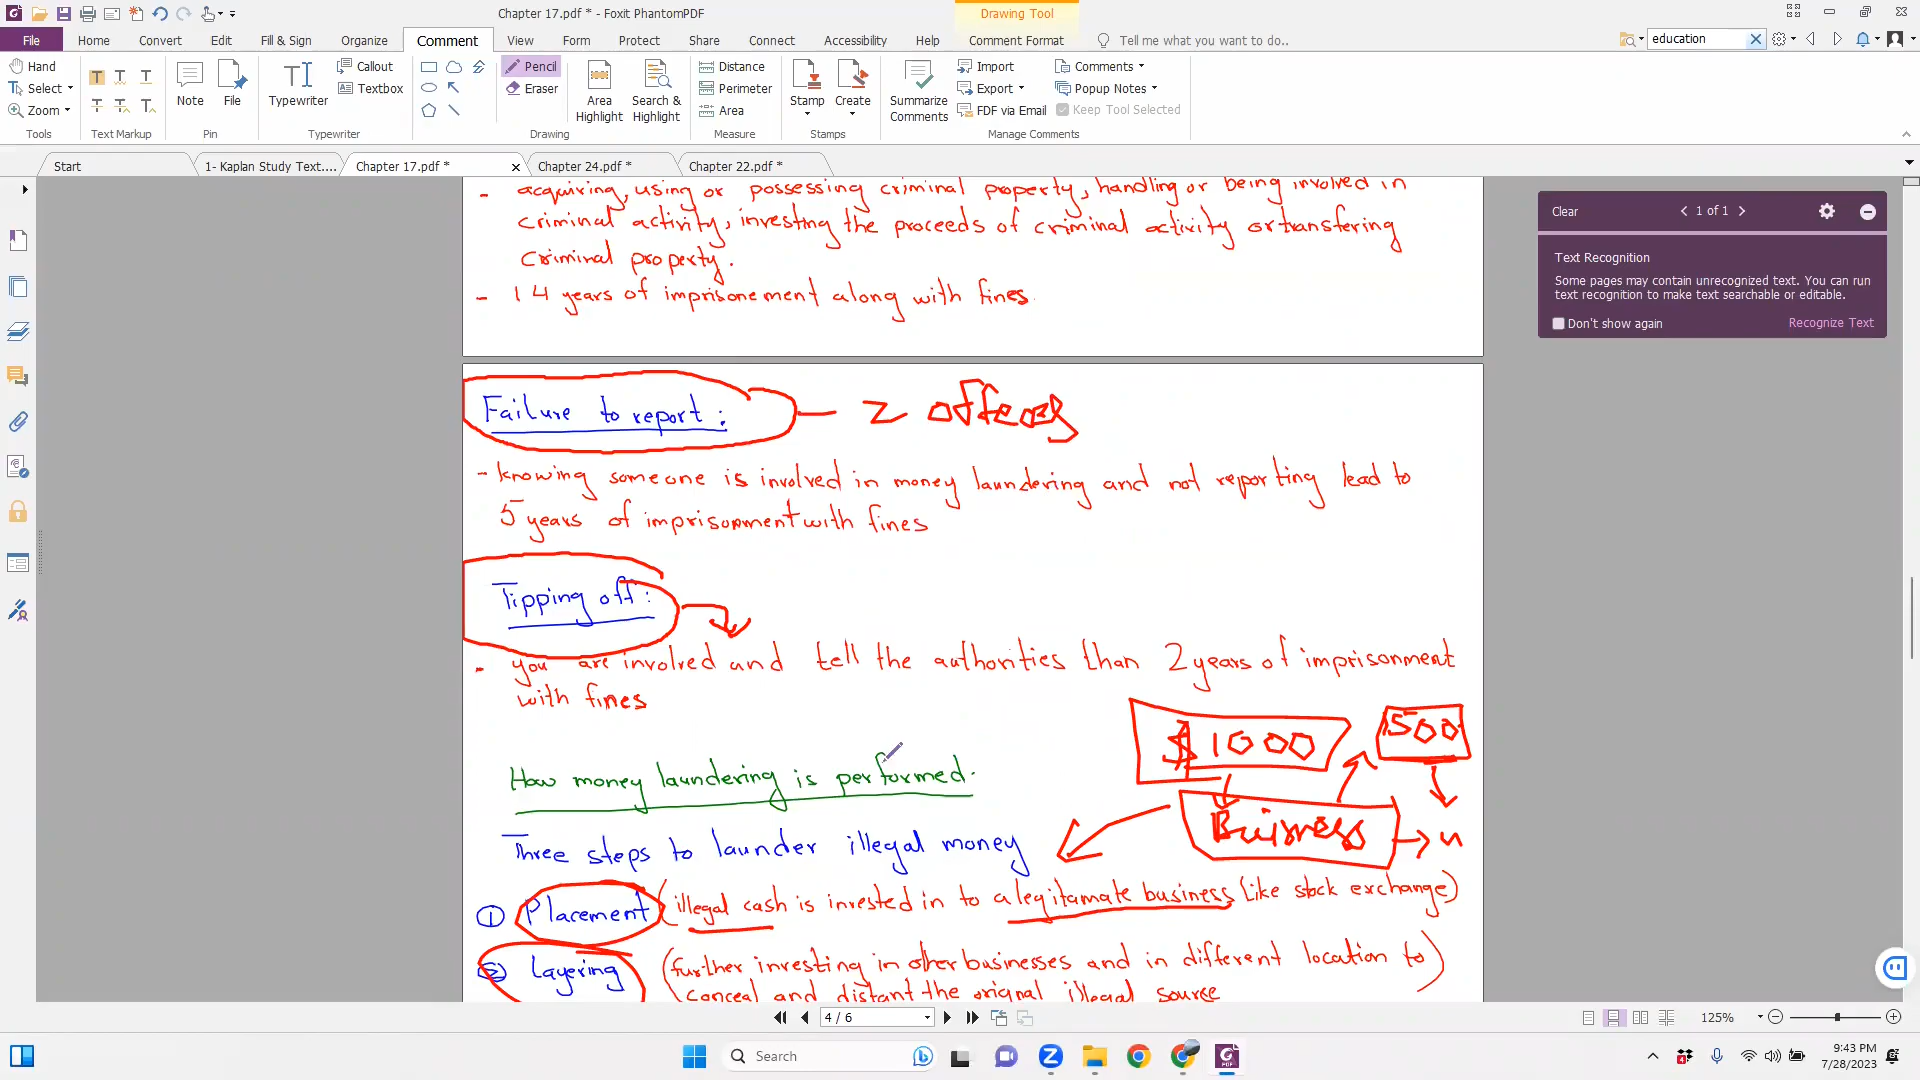 Chapter 17.pdf * - Foxit PhantomPDF
Drawing Tool
File Home Convert Edit Fill & Sign Organize Comment View Form Protect Share Connect Accessibility Help Comment Format Tell me what you want to do.. education
Hand Callout Pencil Distance Import Comments
Select Note File Typewriter Textbox Eraser Area Highlight Search & Highlight Perimeter Stamp Create Summarize Comments Export Popup Notes
Zoom Area FDF via Email Keep Tool Selected
Tools Text Markup Pin Typewriter Drawing Measure Stamps Manage Comments
Start 1- Kaplan Study Text.... Chapter 17.pdf * Chapter 24.pdf * Chapter 22.pdf *
- acquiring, using or possessing criminal property, handling or being involved in
criminal activity, investing the proceeds of criminal activity or transfering
criminal property.
- 14 years of imprisonement along with fines.
Clear 1 of 1
Text Recognition
Some pages may contain unrecognized text. You can run
text recognition to make text searchable or editable.
Don't show again Recognize Text
Failure to report:
- knowing someone is involved in money laundering and not reporting lead to
5 years of imprisonment with fines
Tipping off:
- you are involved and tell the authorities than 2 years of imprisonment
with fines
$1000
How money laundering is performed.
Three steps to launder illegal money
① Placement (illegal cash is invested in to a legitamate business (like stock exchange)
② layering (further investing in other businesses and in different location to)
conceal and distant the original illegal source
4 / 6 125%
Search 9:43 PM
7/28/2023